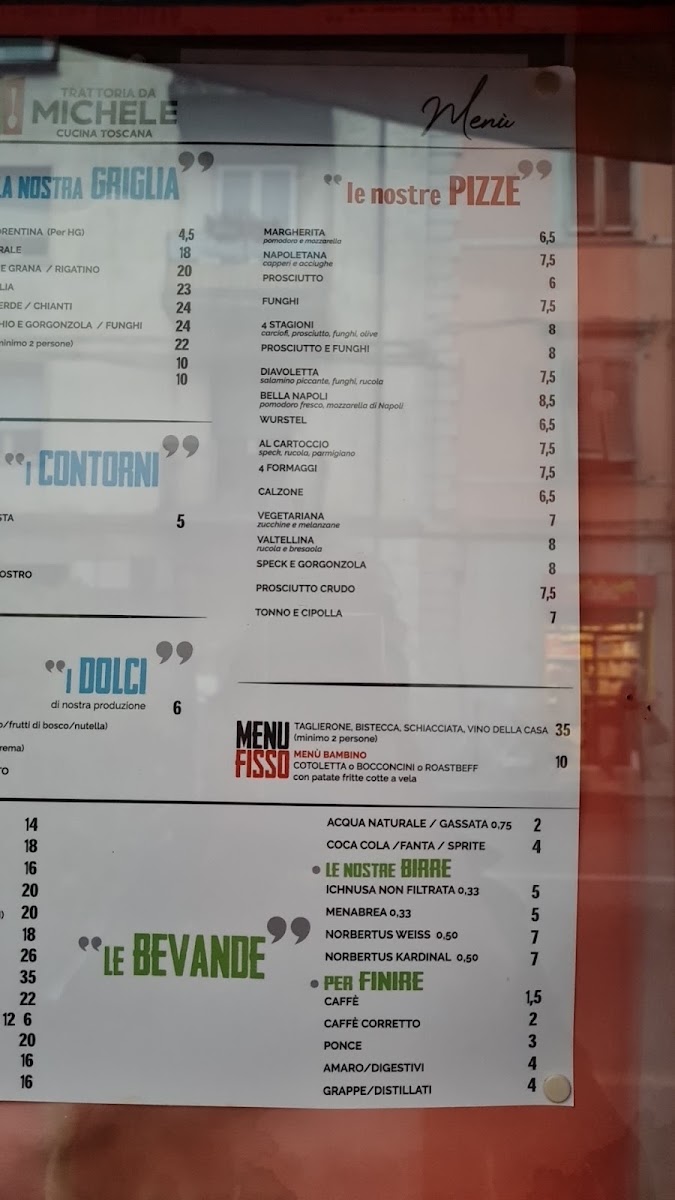 TRATTORIA DA
MICHELE
CUCINA TOSCANA
Menù
A NOSTRA GRIGLIA
ORENTINA (Per HG) 4,5
RALE 18
E GRANA / RIGATINO 20
LIA 23
ERDE / CHIANTI 24
HIO E GORGONZOLA / FUNGHI 24
minimo 2 persone) 22
10
10
I CONTORNI
STA 5
OSTRO
I DOLCI
di nostra produzione 6
o/frutti di bosco/nutella)
rema)
TO
le nostre PIZZE
MARGHERITA 6,5
pomodoro e mozzarella
NAPOLETANA 7,5
capperi e acciughe
PROSCIUTTO 6
FUNGHI 7,5
4 STAGIONI 8
carciofi, prosciutto, funghi, olive
PROSCIUTTO E FUNGHI 8
DIAVOLETTA 7,5
salamino piccante, funghi, rucola
BELLA NAPOLI 8,5
pomodoro fresco, mozzarella di Napoli
WURSTEL 6,5
AL CARTOCCIO 7,5
speck, rucola, parmigiano
4 FORMAGGI 7,5
CALZONE 6,5
VEGETARIANA 7
zucchine e melanzane
VALTELLINA 8
rucola e bresaola
SPECK E GORGONZOLA 8
PROSCIUTTO CRUDO 7,5
TONNO E CIPOLLA 7
MENU
FISSO
TAGLIERONE, BISTECCA, SCHIACCIATA, VINO DELLA CASA 35
(minimo 2 persone)
MENÙ BAMBINO
COTOLETTA o BOCCONCINI o ROASTBEFF 10
con patate fritte cotte a vela
14
18
16
20
) 20
18
26
35
22
12 6
20
16
16
LE BEVANDE
ACQUA NATURALE / GASSATA 0,75 2
COCA COLA /FANTA / SPRITE 4
LE NOSTRE BIRRE
ICHNUSA NON FILTRATA 0,33 5
MENABREA 0,33 5
NORBERTUS WEISS 0,50 7
NORBERTUS KARDINAL 0,50 7
PER FINIRE
CAFFÈ 1,5
CAFFÈ CORRETTO 2
PONCE 3
AMARO/DIGESTIVI 4
GRAPPE/DISTILLATI 4